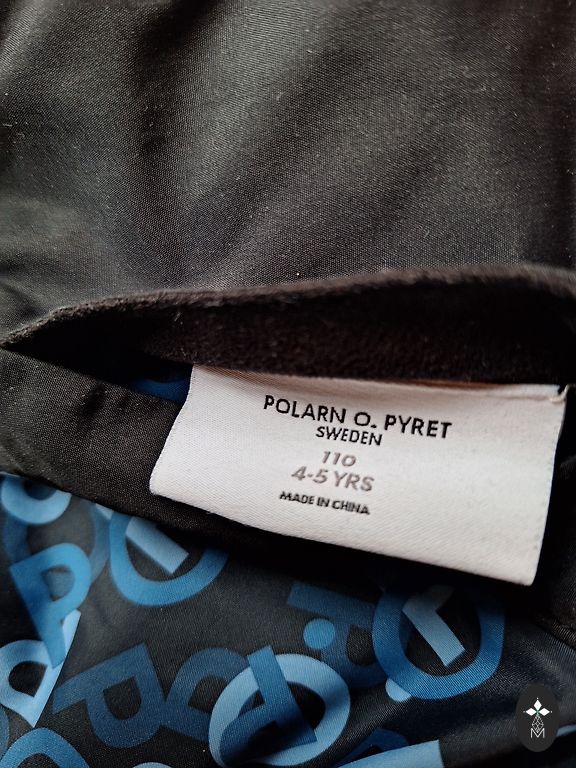 POLARN O. PYRET
SWEDEN
110
4-5 YRS
MADE IN CHINA